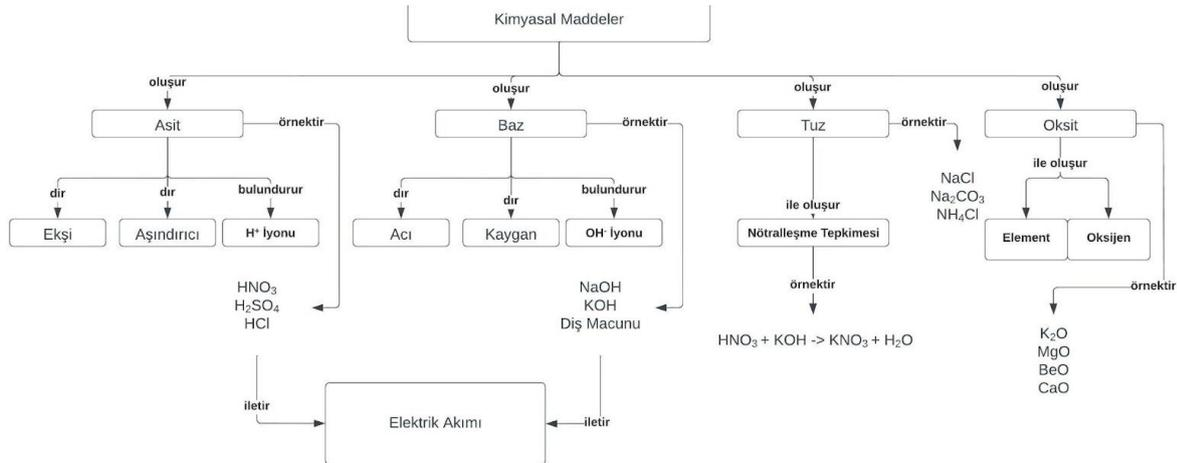 Kimyasal Maddeler
oluşur
oluşur
oluşur
oluşur
Asit
örnektir
Baz
örnektir
Tuz
örnektir
Oksit
ile oluşur
NaCl
Na₂CO₃
NH₄Cl
dir
dır
bulundurur
dır
dır
bulundurur
ile oluşur
Ekşi
Aşındırıcı
H⁺ İyonu
Acı
Kaygan
OH⁻ İyonu
Nötralleşme Tepkimesi
Element
Oksijen
HNO₃
H₂SO₄
HCl
NaOH
KOH
Diş Macunu
örnektir
örnektir
HNO₃ + KOH -> KNO₃ + H₂O
K₂O
MgO
BeO
CaO
iletir
Elektrik Akımı
iletir